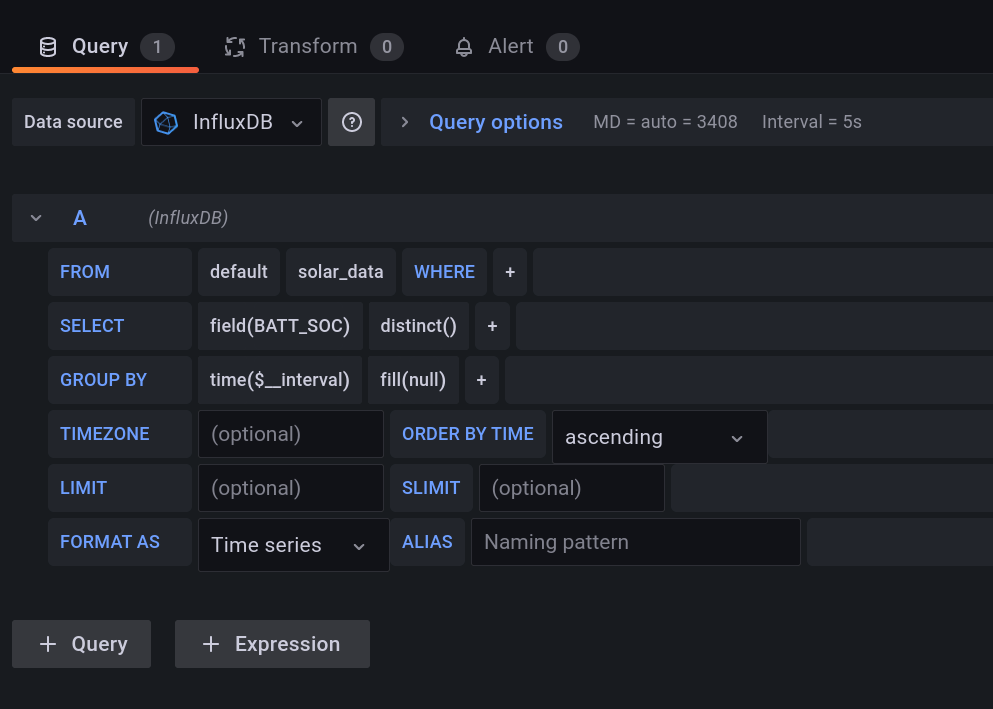 Query 1 Transform 0 Alert 0
Data source InfluxDB ? > Query options MD = auto = 3408 Interval = 5s
A (InfluxDB)
FROM default solar_data WHERE +
SELECT field(BATT_SOC) distinct() +
GROUP BY time($__interval) fill(null) +
TIMEZONE (optional) ORDER BY TIME ascending
LIMIT (optional) SLIMIT (optional)
FORMAT AS Time series ALIAS Naming pattern
+ Query + Expression